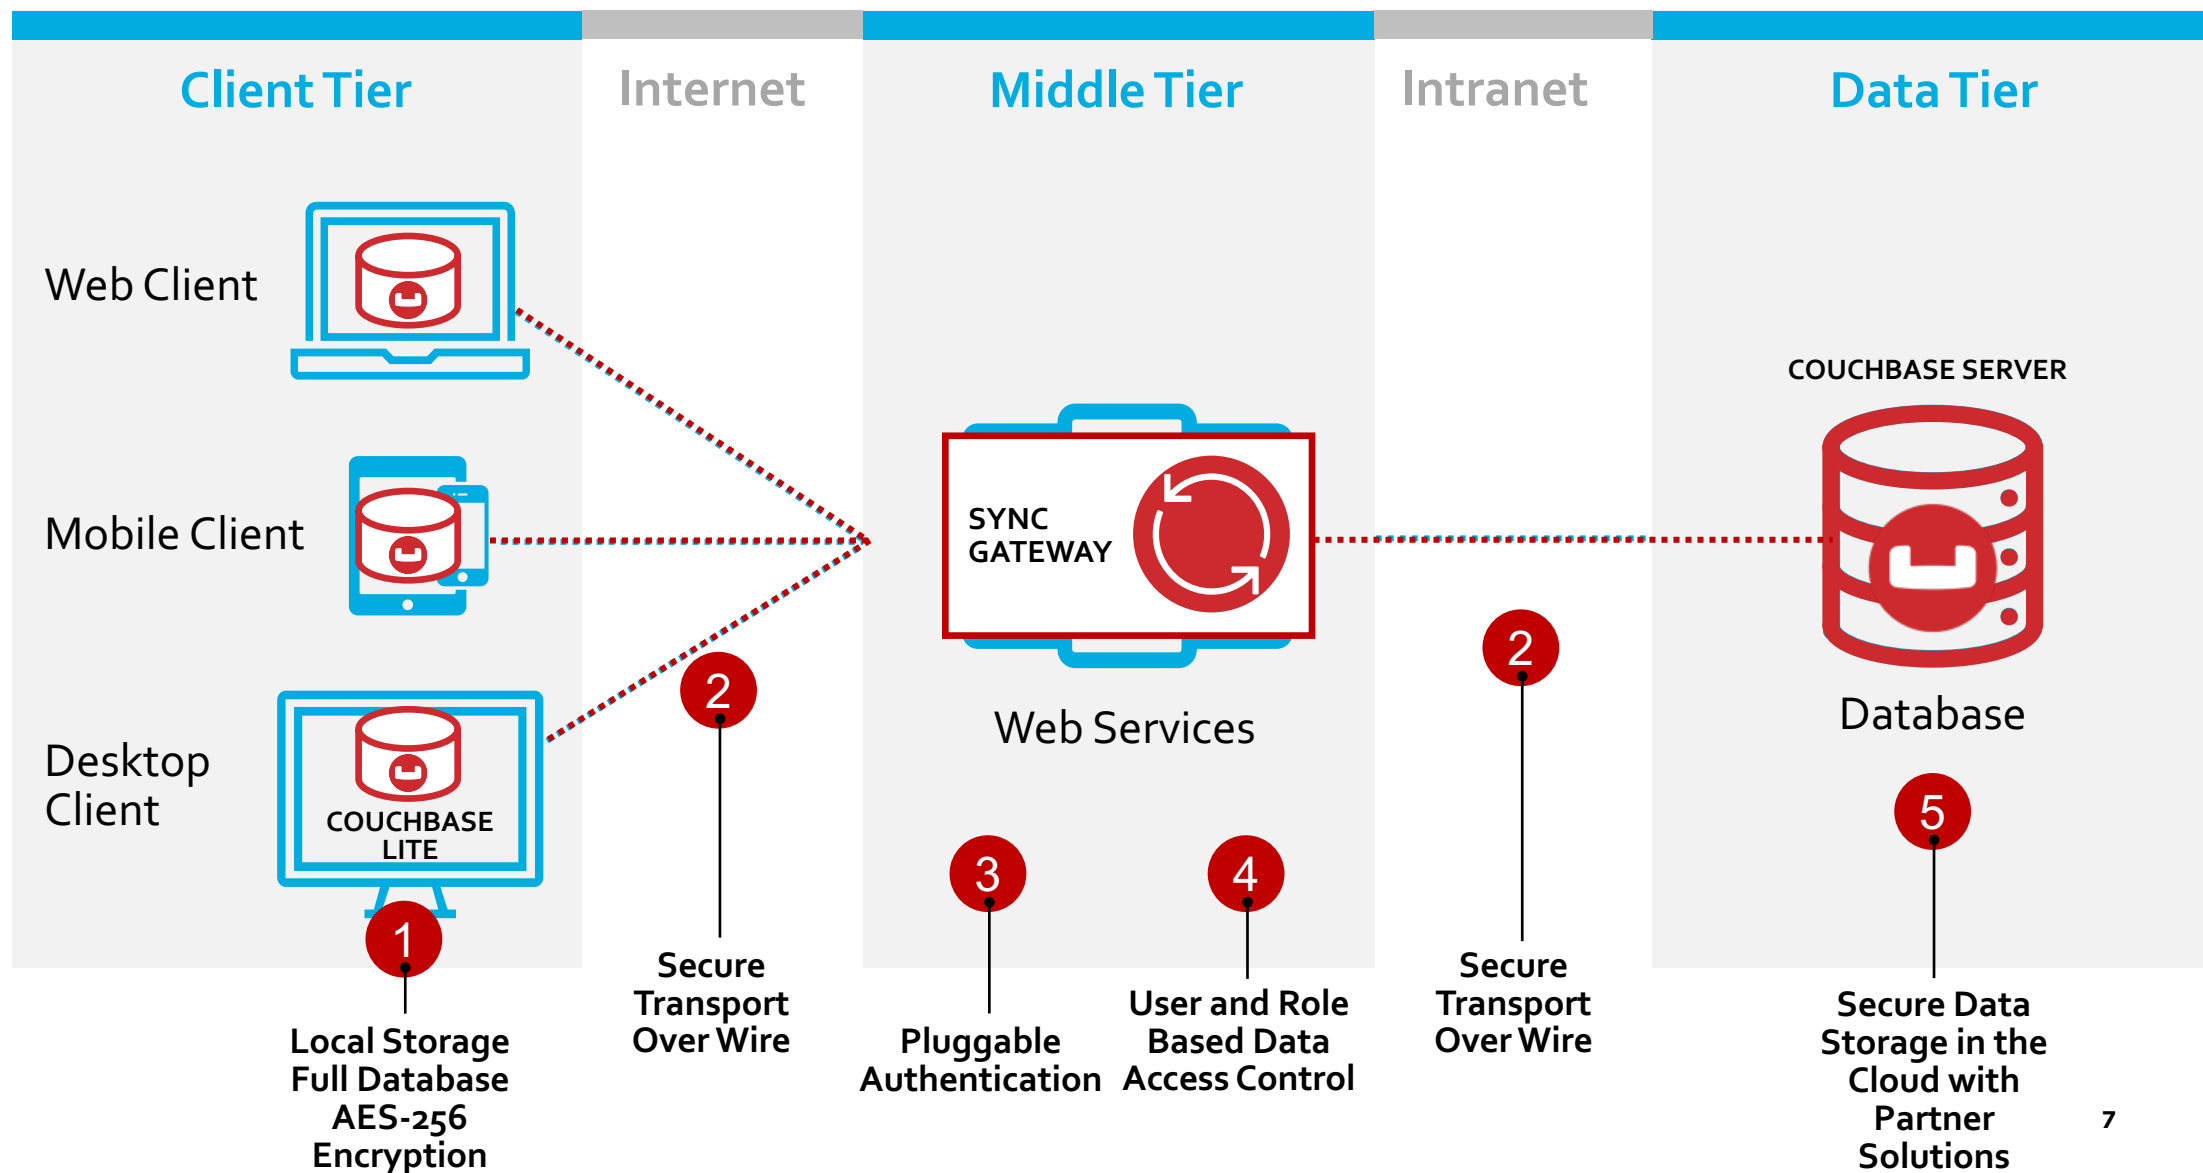 Client Tier
Internet
Middle Tier
Intranet
Data Tier
Web Client
Mobile Client
Desktop
Client
COUCHBASE
LITE
SYNC
GATEWAY
Web Services
COUCHBASE SERVER
Database
1
Local Storage
Full Database
AES-256
Encryption
2
Secure
Transport
Over Wire
3
Pluggable
Authentication
4
User and Role
Based Data
Access Control
2
Secure
Transport
Over Wire
5
Secure Data
Storage in the
Cloud with
Partner
Solutions
7